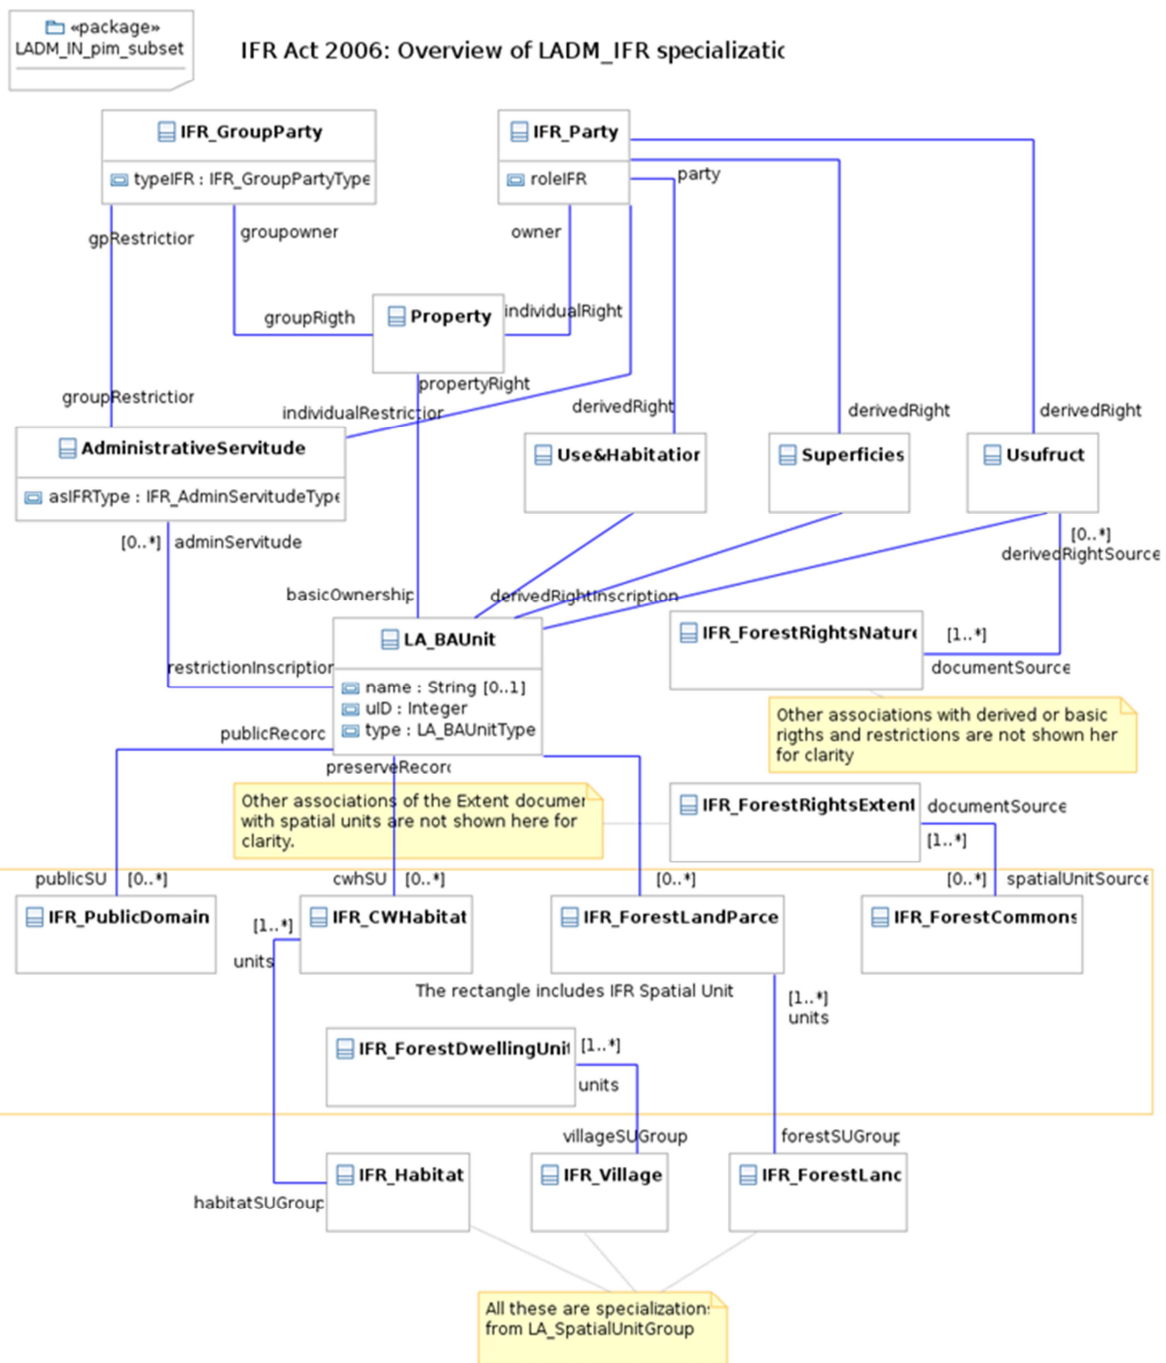 «package»
LADM_IN_pim_subset
IFR Act 2006: Overview of LADM_IFR specializatic
IFR_GroupParty
typeIFR : IFR_GroupPartyType
IFR_Party
roleIFR
party
gpRestrictior
groupowner
owner
groupRigth
Property
individualRight
propertyRight
groupRestrictior
individualRestrictior
derivedRight
derivedRight
derivedRight
AdministrativeServitude
asIFRType : IFR_AdminServitudeType
Use&Habitatior
Superficies
Usufruct
[0..*]
adminServitude
[0..*]
derivedRightSource
basicOwnership
derivedRightInscription
LA_BAUnit
name : String [0..1]
uID : Integer
type : LA_BAUnitType
IFR_ForestRightsNature
[1..*]
documentSource
restrictionInscription
Other associations with derived or basic
rigths and restrictions are not shown her
for clarity
publicRecorc
preserveRecorc
Other associations of the Extent documer
with spatial units are not shown here for
clarity.
IFR_ForestRightsExtent
documentSource
[1..*]
publicSU
[0..*]
cwhSU
[0..*]
[0..*]
[0..*]
spatialUnitSource
IFR_PublicDomain
IFR_CWHabitat
IFR_ForestLandParce
IFR_ForestCommons
[1..*]
units
The rectangle includes IFR Spatial Unit
[1..*]
units
IFR_ForestDwellingUnit
[1..*]
units
villageSUGroup
forestSUGroup
IFR_Habitat
IFR_Village
IFR_ForestLanc
habitatSUGroup
All these are specializations
from LA_SpatialUnitGroup